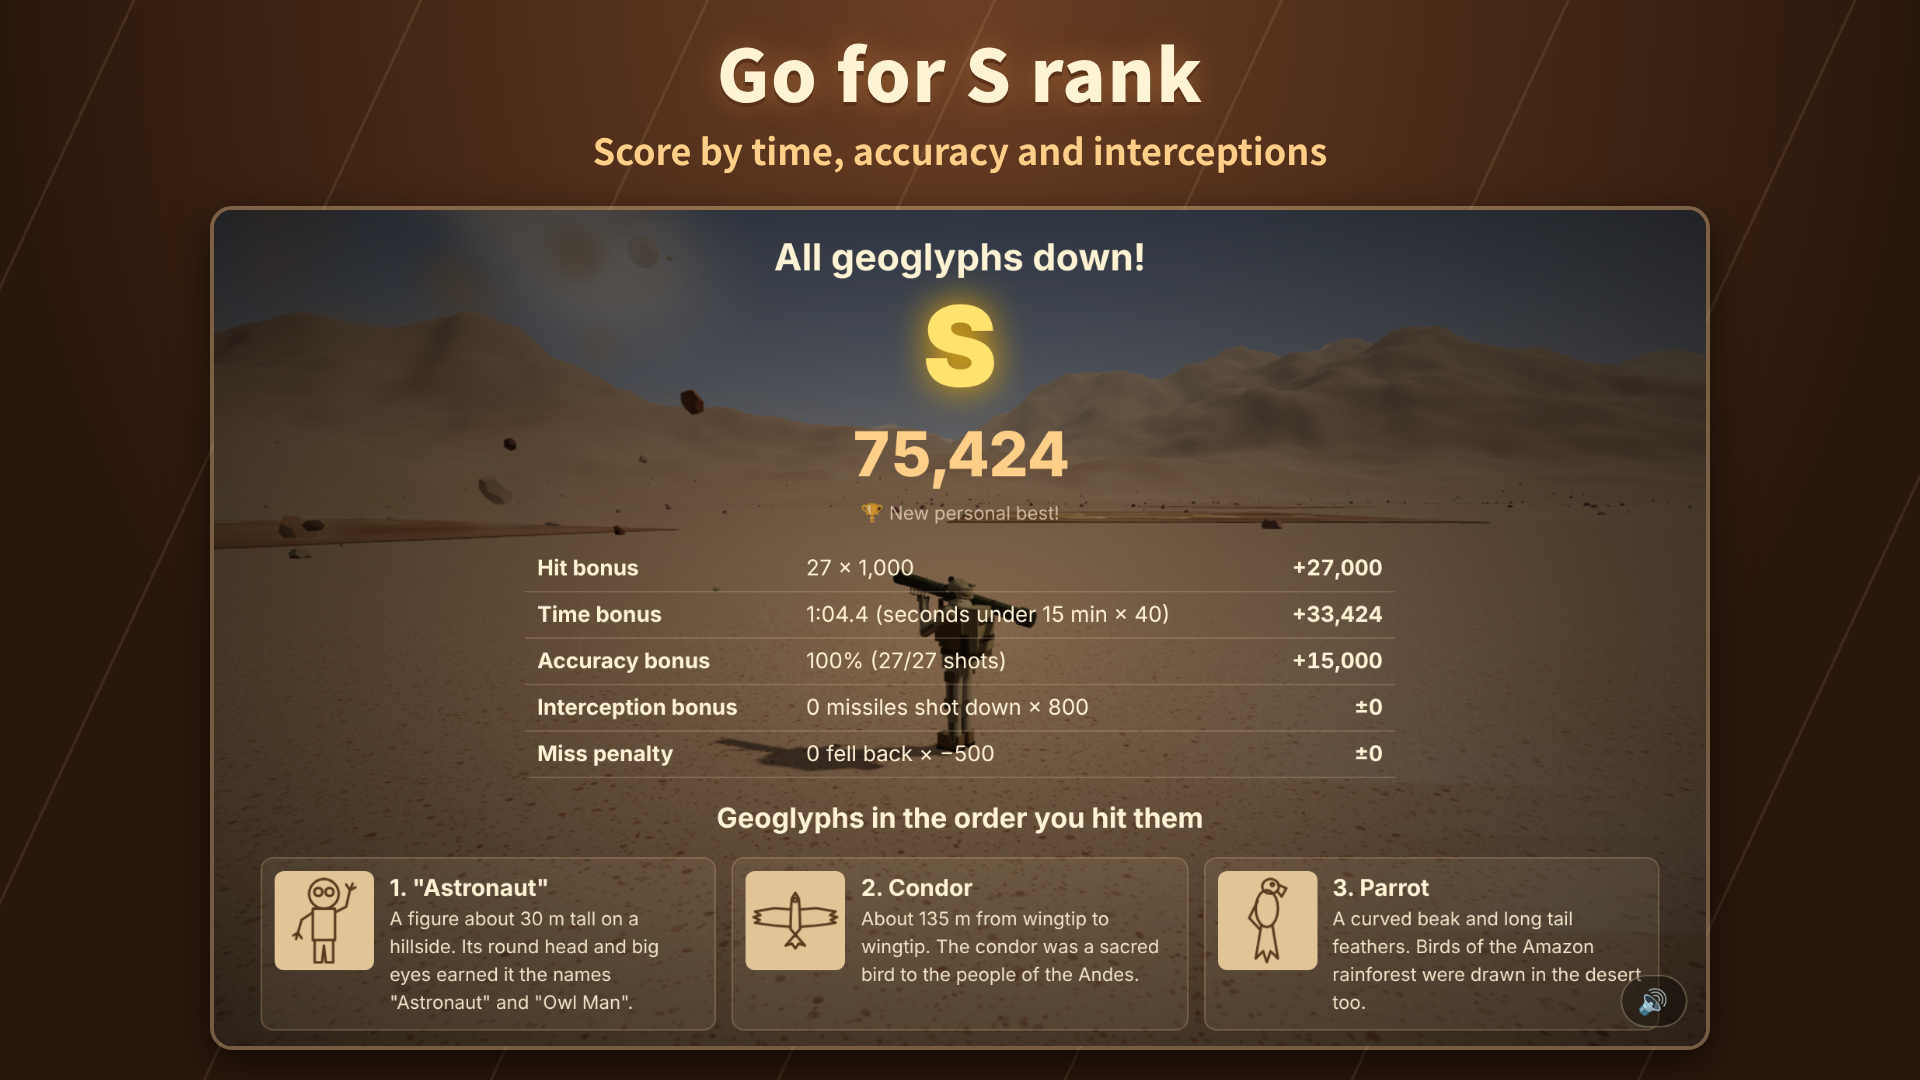 Go for S rank
Score by time, accuracy and interceptions
All geoglyphs down!
S
75,424
🏆 New personal best!
Hit bonus 27 × 1,000 +27,000
Time bonus 1:04.4 (seconds under 15 min × 40) +33,424
Accuracy bonus 100% (27/27 shots) +15,000
Interception bonus 0 missiles shot down × 800 ±0
Miss penalty 0 fell back × −500 ±0
Geoglyphs in the order you hit them
1. "Astronaut"
A figure about 30 m tall on a
hillside. Its round head and big
eyes earned it the names
"Astronaut" and "Owl Man".
2. Condor
About 135 m from wingtip to
wingtip. The condor was a sacred
bird to the people of the Andes.
3. Parrot
A curved beak and long tail
feathers. Birds of the Amazon
rainforest were drawn in the desert
too.